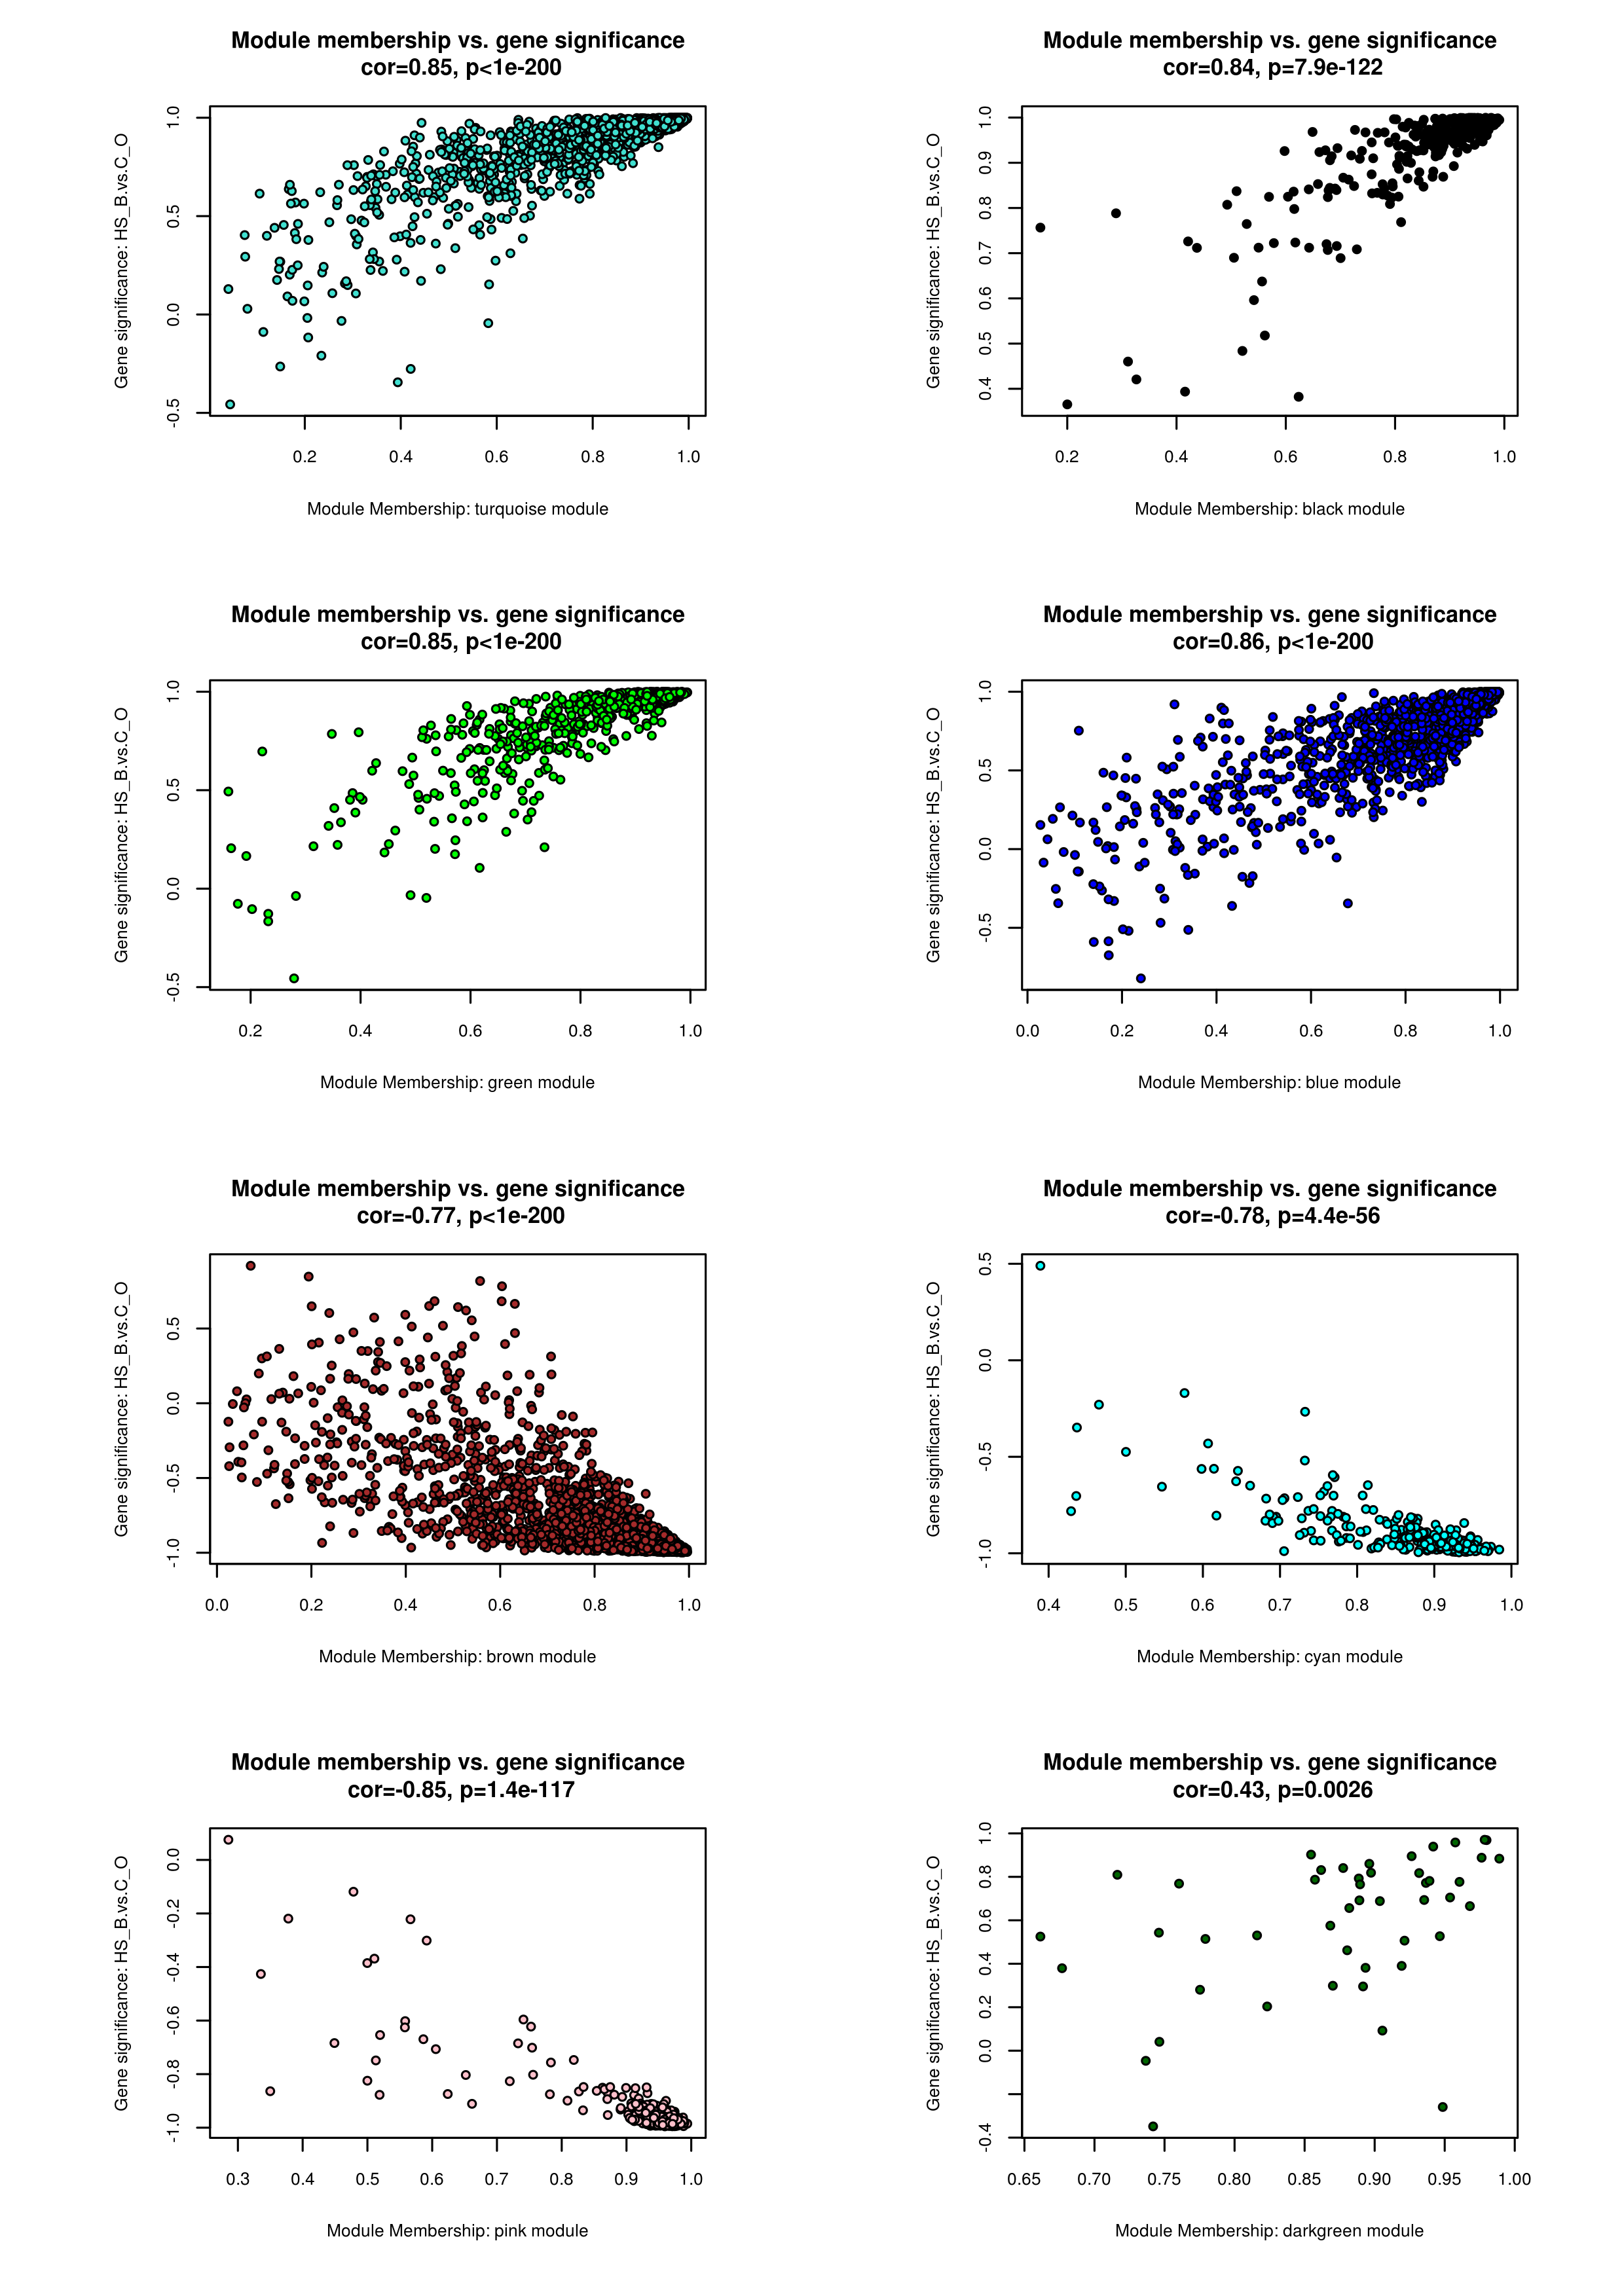 Module membership vs. gene significance
cor=0.85, p<1e-200
Gene significance: HS_B.vs.C_O
1.0
0.5
0.0
-0.5
0.2 0.4 0.6 0.8 1.0
Module Membership: turquoise module
Module membership vs. gene significance
cor=0.84, p=7.9e-122
Gene significance: HS_B.vs.C_O
1.0
0.9
0.8
0.7
0.6
0.5
0.4
0.2 0.4 0.6 0.8 1.0
Module Membership: black module
Module membership vs. gene significance
cor=0.85, p<1e-200
Gene significance: HS_B.vs.C_O
1.0
0.5
0.0
-0.5
0.2 0.4 0.6 0.8 1.0
Module Membership: green module
Module membership vs. gene significance
cor=0.86, p<1e-200
Gene significance: HS_B.vs.C_O
1.0
0.5
0.0
-0.5
0.0 0.2 0.4 0.6 0.8 1.0
Module Membership: blue module
Module membership vs. gene significance
cor=-0.77, p<1e-200
Gene significance: HS_B.vs.C_O
0.5
0.0
-0.5
-1.0
0.0 0.2 0.4 0.6 0.8 1.0
Module Membership: brown module
Module membership vs. gene significance
cor=-0.78, p=4.4e-56
Gene significance: HS_B.vs.C_O
0.5
0.0
-0.5
-1.0
0.4 0.5 0.6 0.7 0.8 0.9 1.0
Module Membership: cyan module
Module membership vs. gene significance
cor=-0.85, p=1.4e-117
Gene significance: HS_B.vs.C_O
0.0
-0.2
-0.4
-0.6
-0.8
-1.0
0.3 0.4 0.5 0.6 0.7 0.8 0.9 1.0
Module Membership: pink module
Module membership vs. gene significance
cor=0.43, p=0.0026
Gene significance: HS_B.vs.C_O
1.0
0.8
0.6
0.4
0.2
0.0
-0.4
0.65 0.70 0.75 0.80 0.85 0.90 0.95 1.00
Module Membership: darkgreen module